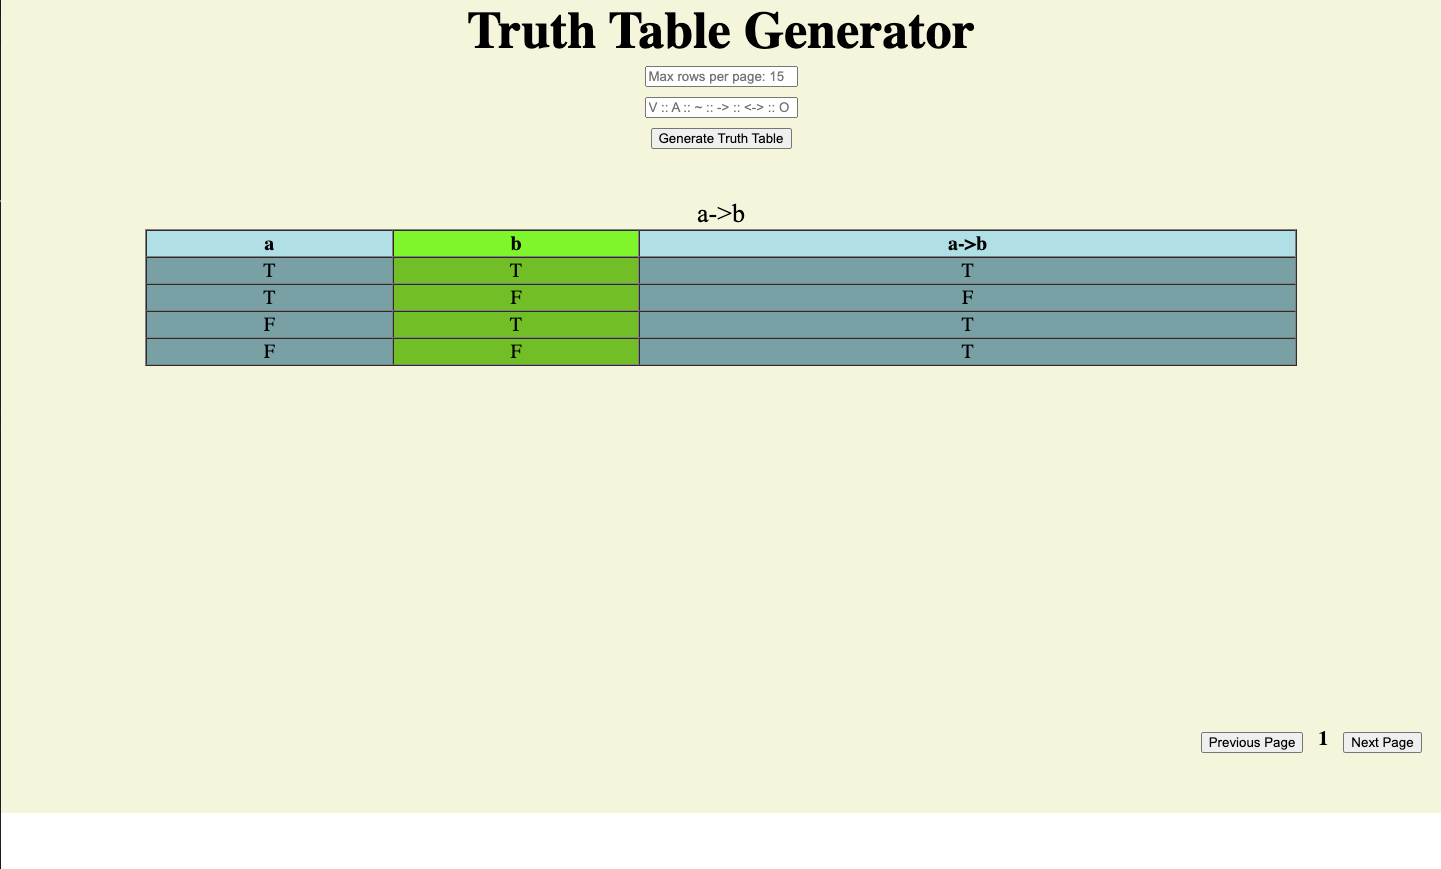 Truth Table Generator
Max rows per page: 15
V :: A :: ~ :: -> :: <-> :: O
Generate Truth Table
a->b
a b a->b
T T T
T F F
F T T
F F T
Previous Page 1 Next Page